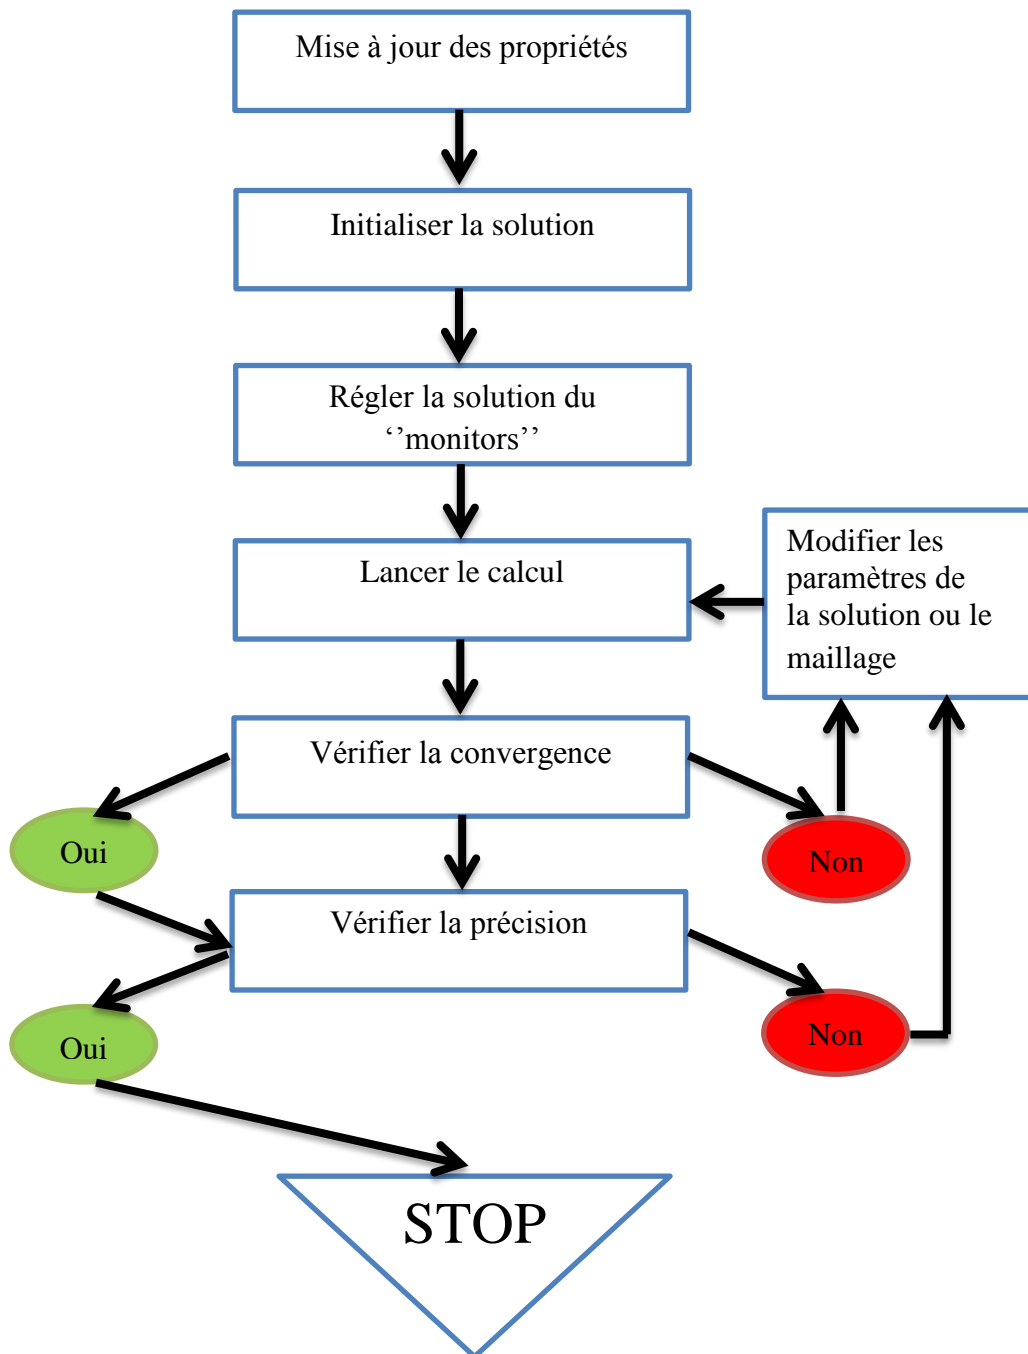 Mise à jour des propriétés
Initialiser la solution
Régler la solution du
‘’monitors’’
Lancer le calcul
Modifier les
paramètres de
la solution ou le
maillage
Vérifier la convergence
Oui
Non
Vérifier la précision
Oui
Non
STOP